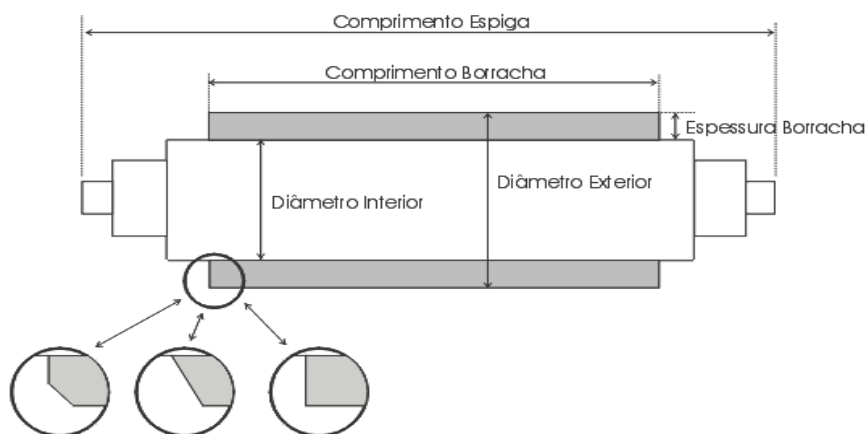 Comprimento Espiga
Comprimento Borracha
Espessura Borracha
Diâmetro Exterior
Diâmetro Interior